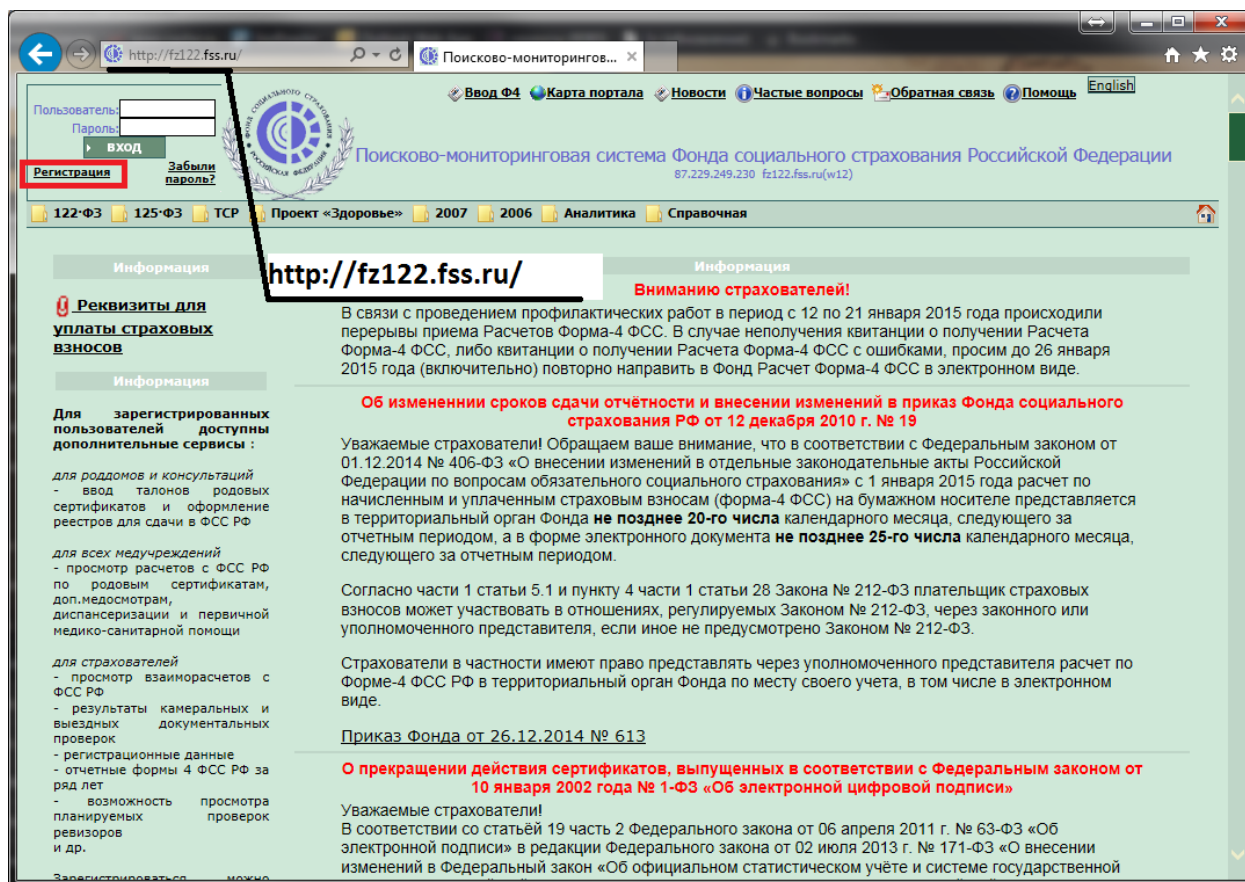 http://fz122.fss.ru/
Поисково-мониторингов...
Пользователь:
Пароль:
вход
Регистрация
Забыли пароль?
ФОНД СОЦИАЛЬНОГО СТРАХОВАНИЯ
РОССИЙСКАЯ ФЕДЕРАЦИЯ
Ввод Ф4 Карта портала Новости Частые вопросы Обратная связь Помощь English
Поисково-мониторинговая система Фонда социального страхования Российской Федерации
87.229.249.230 fz122.fss.ru(w12)
122-ФЗ 125-ФЗ ТСР Проект «Здоровье» 2007 2006 Аналитика Справочная
http://fz122.fss.ru/
Информация
Реквизиты для
уплаты страховых
взносов
Информация
Для зарегистрированных
пользователей доступны
дополнительные сервисы :
для роддомов и консультаций
- ввод талонов родовых
сертификатов и оформление
реестров для сдачи в ФСС РФ
для всех медучреждений
- просмотр расчетов с ФСС РФ
по родовым сертификатам,
доп.медосмотрам,
диспансеризации и первичной
медико-санитарной помощи
для страхователей
- просмотр взаиморасчетов с
ФСС РФ
- результаты камеральных и
выездных документальных
проверок
- регистрационные данные
- отчетные формы 4 ФСС РФ за
ряд лет
- возможность просмотра
планируемых проверок
ревизоров
и др.
Зарегистрироваться можно
Информация
Вниманию страхователей!
В связи с проведением профилактических работ в период с 12 по 21 января 2015 года происходили
перерывы приема Расчетов Форма-4 ФСС. В случае неполучения квитанции о получении Расчета
Форма-4 ФСС, либо квитанции о получении Расчета Форма-4 ФСС с ошибками, просим до 26 января
2015 года (включительно) повторно направить в Фонд Расчет Форма-4 ФСС в электронном виде.
Об измененнии сроков сдачи отчётности и внесении изменений в приказ Фонда социального
страхования РФ от 12 декабря 2010 г. № 19
Уважаемые страхователи! Обращаем ваше внимание, что в соответствии с Федеральным законом от
01.12.2014 № 406-ФЗ «О внесении изменений в отдельные законодательные акты Российской
Федерации по вопросам обязательного социального страхования» с 1 января 2015 года расчет по
начисленным и уплаченным страховым взносам (форма-4 ФСС) на бумажном носителе представляется
в территориальный орган Фонда не позднее 20-го числа календарного месяца, следующего за
отчетным периодом, а в форме электронного документа не позднее 25-го числа календарного месяца,
следующего за отчетным периодом.
Согласно части 1 статьи 5.1 и пункту 4 части 1 статьи 28 Закона № 212-ФЗ плательщик страховых
взносов может участвовать в отношениях, регулируемых Законом № 212-ФЗ, через законного или
уполномоченного представителя, если иное не предусмотрено Законом № 212-ФЗ.
Страхователи в частности имеют право представлять через уполномоченного представителя расчет по
Форме-4 ФСС РФ в территориальный орган Фонда по месту своего учета, в том числе в электронном
виде.
Приказ Фонда от 26.12.2014 № 613
О прекращении действия сертификатов, выпущенных в соответствии с Федеральным законом от
10 января 2002 года № 1-ФЗ «Об электронной цифровой подписи»
Уважаемые страхователи!
В соответствии со статьёй 19 часть 2 Федерального закона от 06 апреля 2011 г. № 63-ФЗ «Об
электронной подписи» в редакции Федерального закона от 02 июля 2013 г. № 171-ФЗ «О внесении
изменений в Федеральный закон «Об официальном статистическом учёте и системе государственной